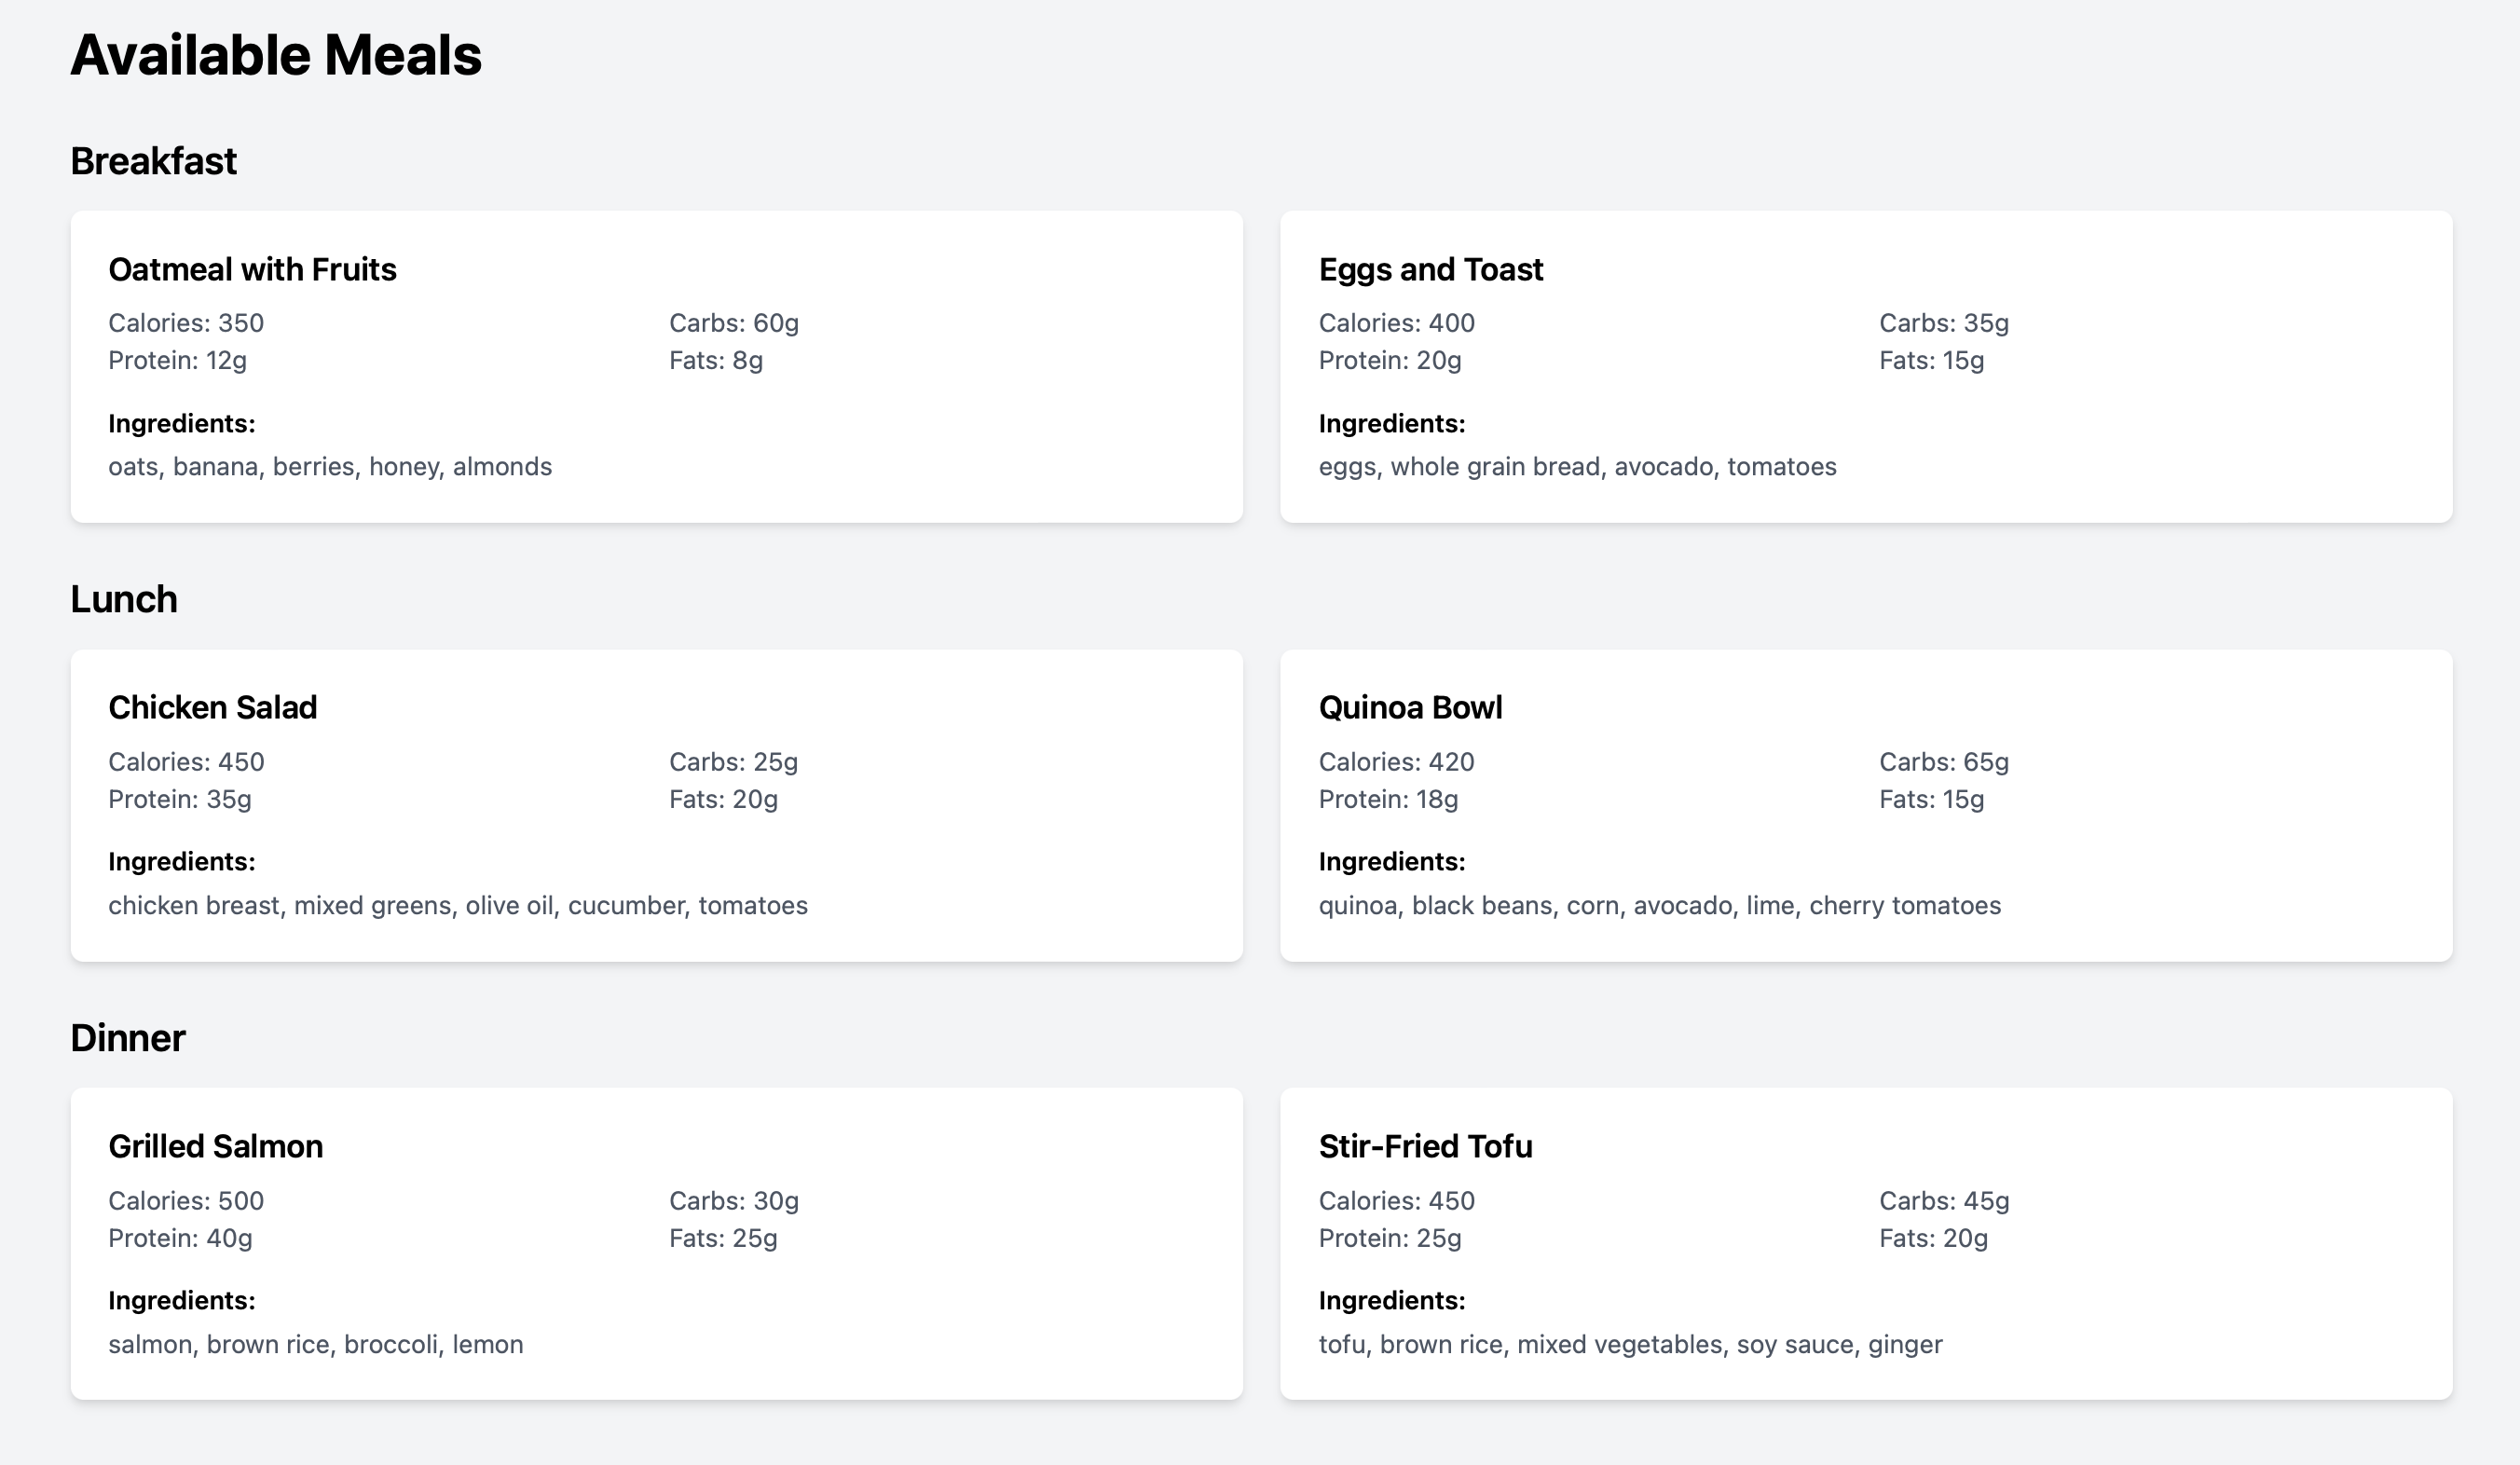 Available Meals
Breakfast
Oatmeal with Fruits
Calories: 350
Carbs: 60g
Protein: 12g
Fats: 8g
Ingredients:
oats, banana, berries, honey, almonds
Eggs and Toast
Calories: 400
Carbs: 35g
Protein: 20g
Fats: 15g
Ingredients:
eggs, whole grain bread, avocado, tomatoes
Lunch
Chicken Salad
Calories: 450
Carbs: 25g
Protein: 35g
Fats: 20g
Ingredients:
chicken breast, mixed greens, olive oil, cucumber, tomatoes
Quinoa Bowl
Calories: 420
Carbs: 65g
Protein: 18g
Fats: 15g
Ingredients:
quinoa, black beans, corn, avocado, lime, cherry tomatoes
Dinner
Grilled Salmon
Calories: 500
Carbs: 30g
Protein: 40g
Fats: 25g
Ingredients:
salmon, brown rice, broccoli, lemon
Stir-Fried Tofu
Calories: 450
Carbs: 45g
Protein: 25g
Fats: 20g
Ingredients:
tofu, brown rice, mixed vegetables, soy sauce, ginger